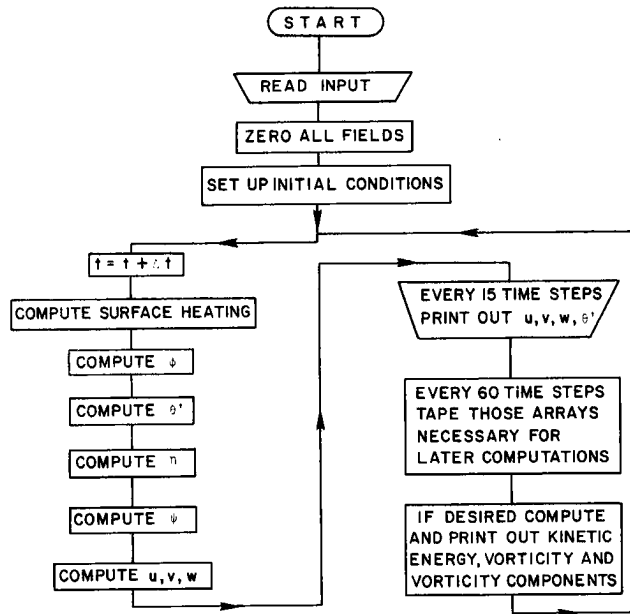 START
READ INPUT
ZERO ALL FIELDS
SET UP INITIAL CONDITIONS
t = t + Δt
COMPUTE SURFACE HEATING
COMPUTE ϕ
COMPUTE θ'
COMPUTE η
COMPUTE ψ
COMPUTE u,v,w
EVERY 15 TIME STEPS
PRINT OUT u,v,w,θ'
EVERY 60 TIME STEPS
TAPE THOSE ARRAYS
NECESSARY FOR
LATER COMPUTATIONS
IF DESIRED COMPUTE
AND PRINT OUT KINETIC
ENERGY, VORTICITY AND
VORTICITY COMPONENTS